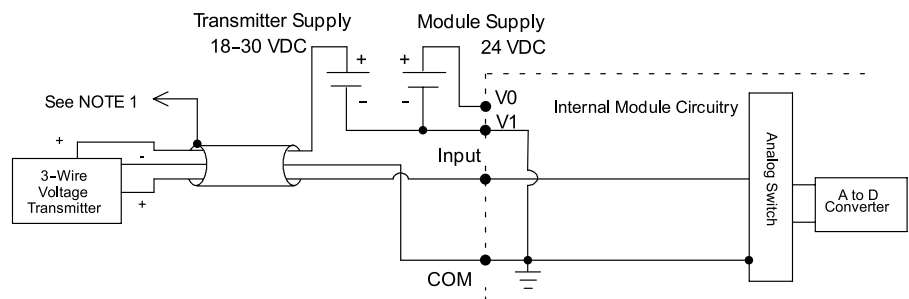 Transmitter Supply
18–30 VDC
Module Supply
24 VDC
+
-
+
-
V0
V1
See NOTE 1
Internal Module Circuitry
+
-
+
3–Wire
Voltage
Transmitter
Input
COM
Analog Switch
A to D
Converter